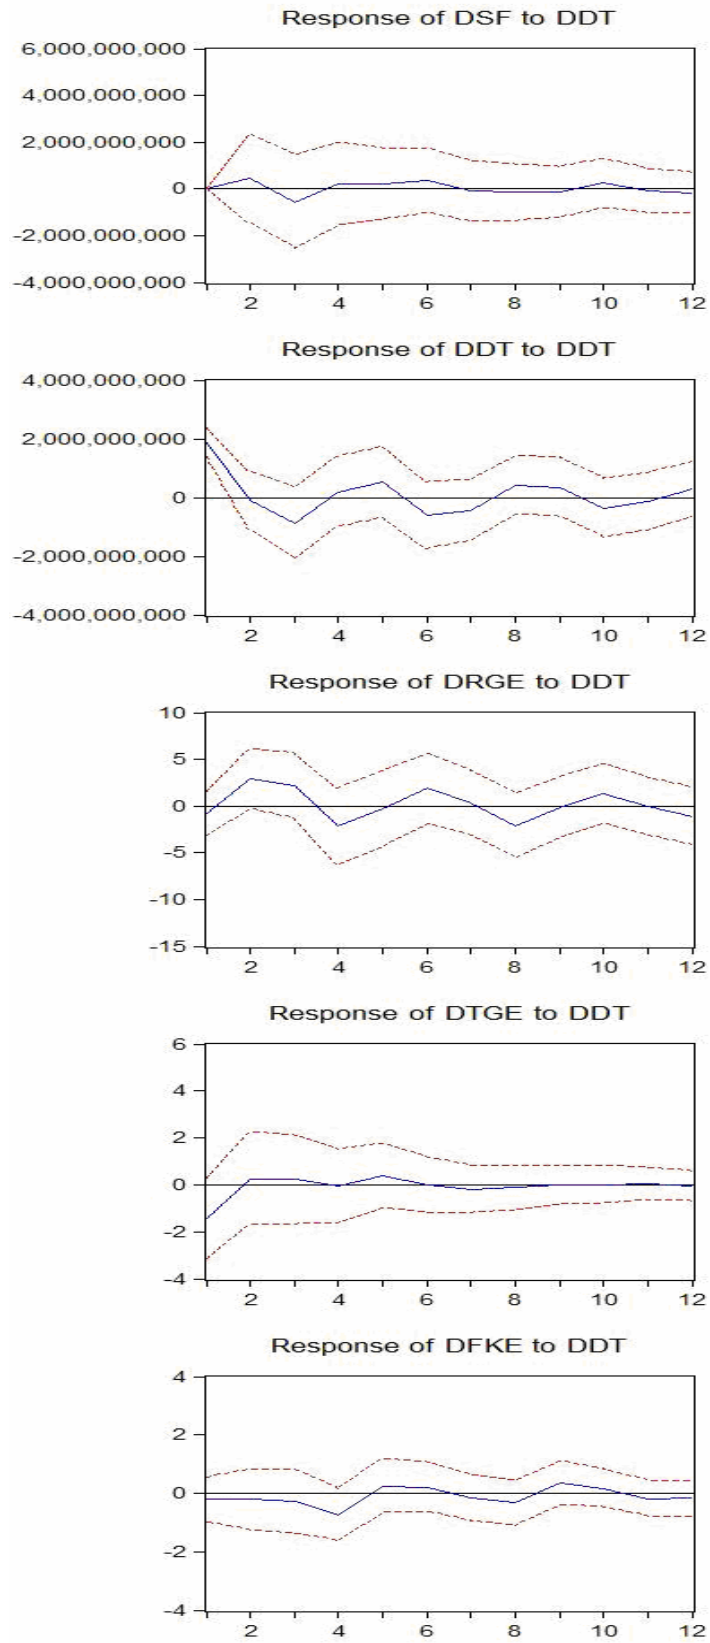 Response of DSF to DDT
6,000,000,000
4,000,000,000
2,000,000,000
0
-2,000,000,000
-4,000,000,000
2 4 6 8 10 12
Response of DDT to DDT
4,000,000,000
2,000,000,000
0
-2,000,000,000
-4,000,000,000
2 4 6 8 10 12
Response of DRGE to DDT
10
5
0
-5
-10
-15
2 4 6 8 10 12
Response of DTGE to DDT
6
4
2
0
-2
-4
2 4 6 8 10 12
Response of DFKE to DDT
4
2
0
-2
-4
2 4 6 8 10 12